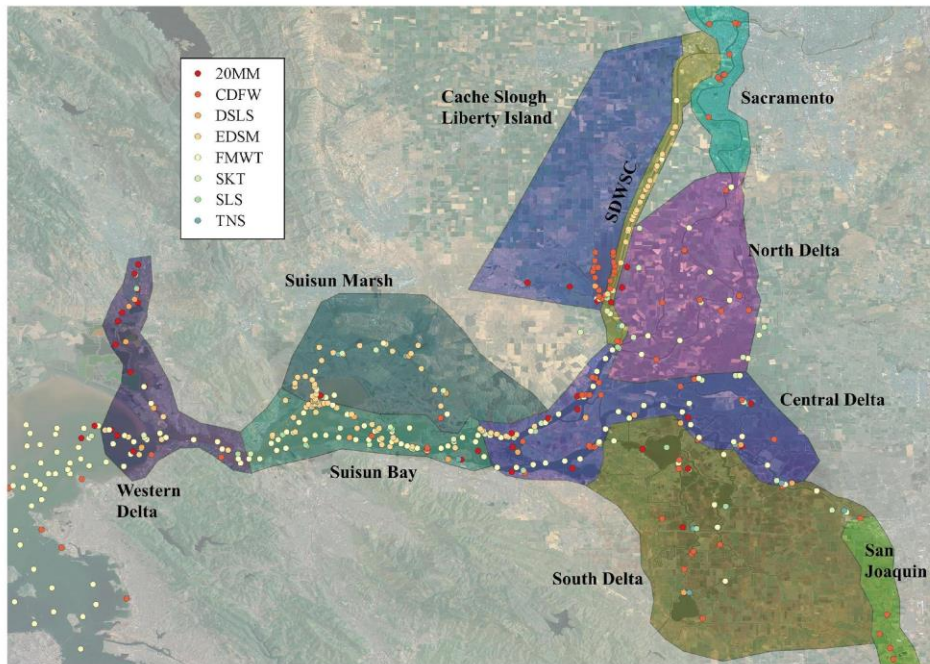 20MM
CDFW
DSLS
EDSM
FMWT
SKT
SLS
TNS
Cache Slough
Liberty Island
Sacramento
SDWSC
North Delta
Suisun Marsh
Central Delta
Suisun Bay
Western
Delta
South Delta
San
Joaquin